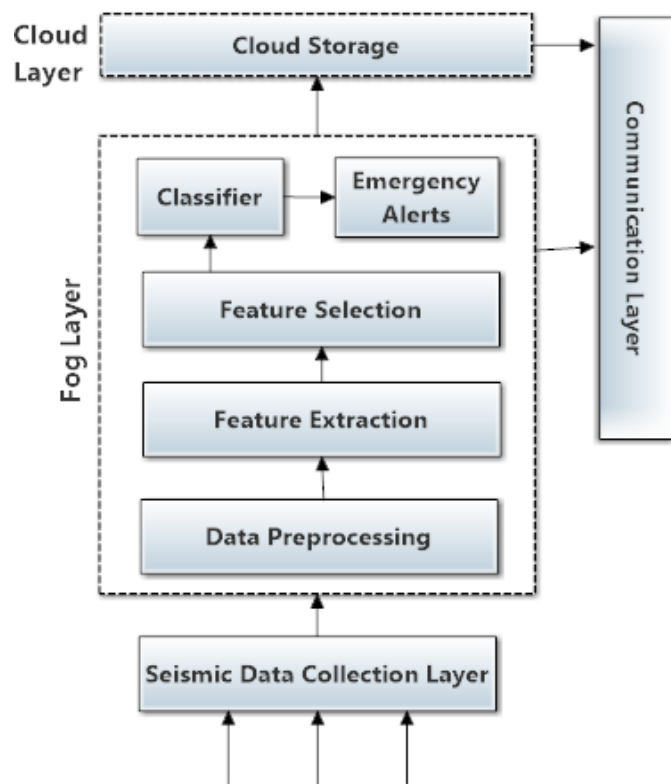 Cloud
Layer
Cloud Storage
Communication Layer
Fog Layer
Classifier
Emergency
Alerts
Feature Selection
Feature Extraction
Data Preprocessing
Seismic Data Collection Layer